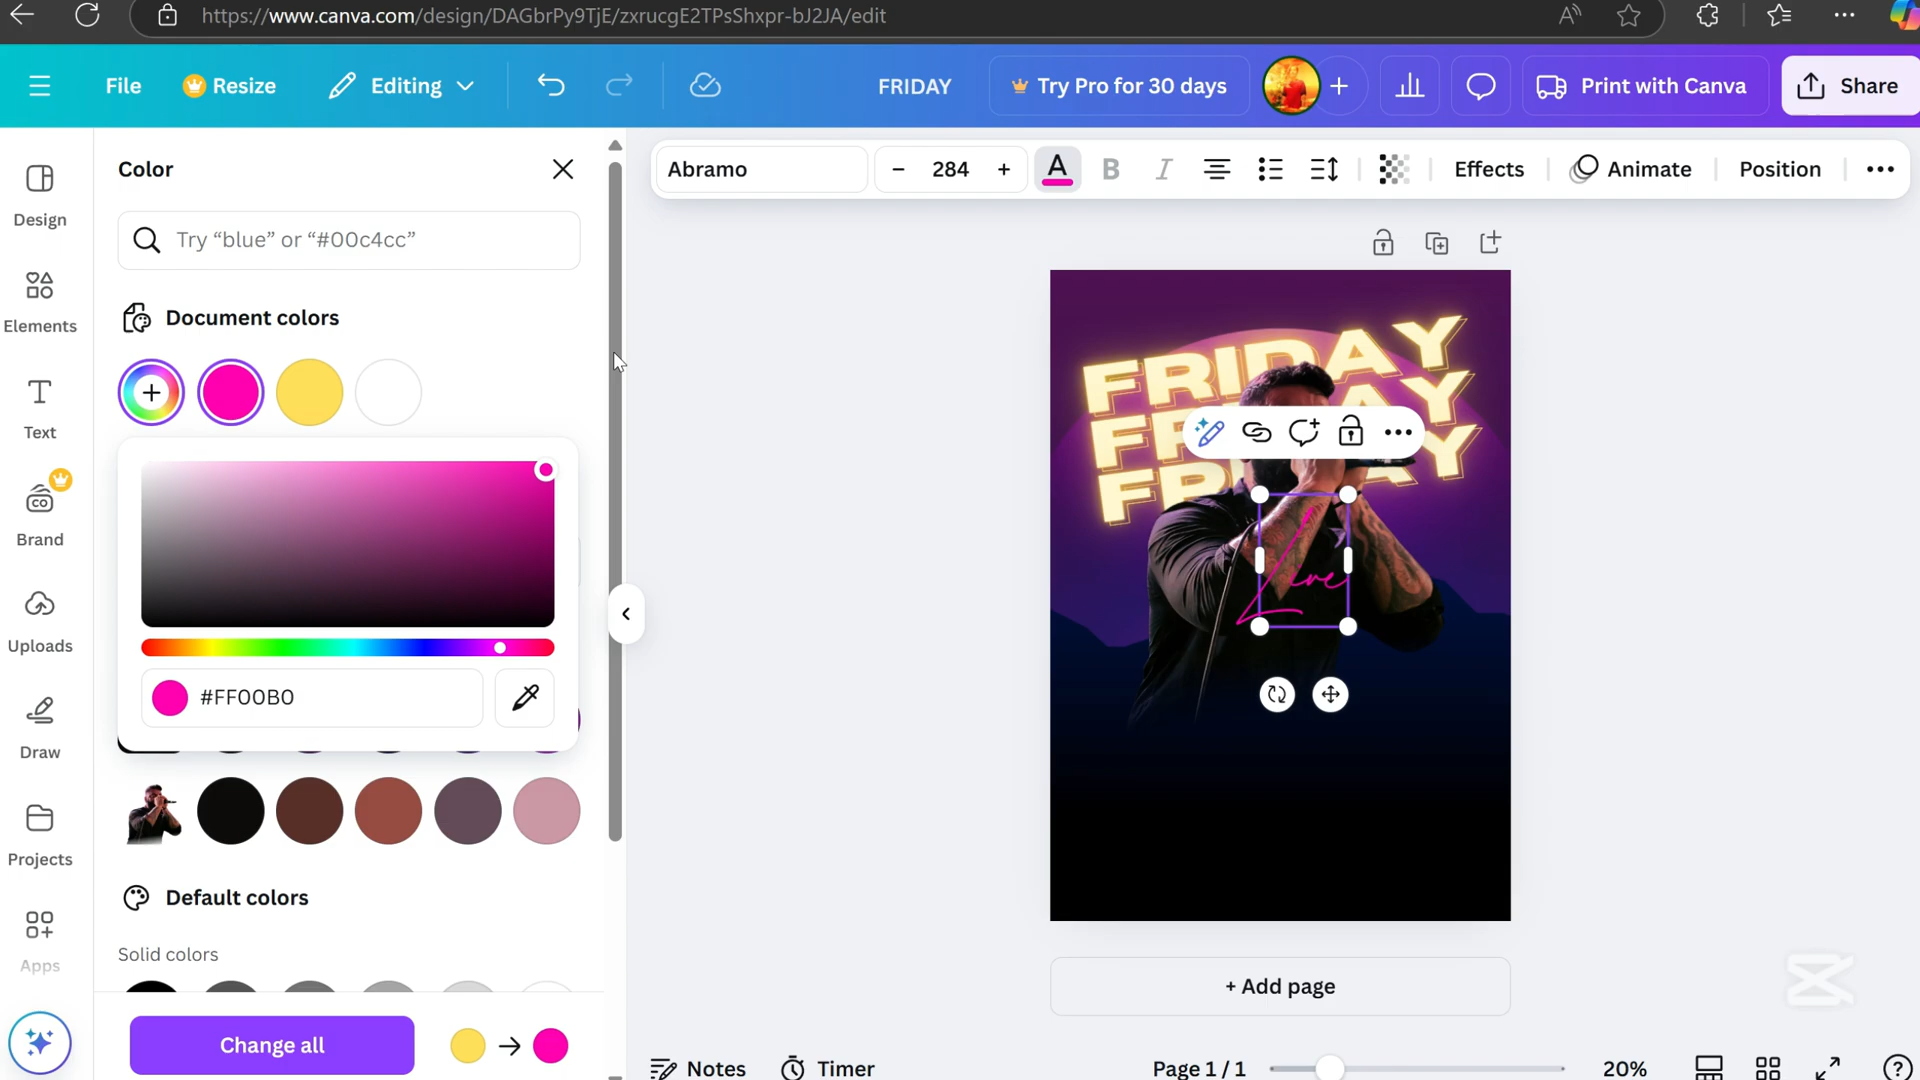 https://www.canva.com/design/DAGbrPy9TjE/zxrucgE2TPsShxpr-bJ2JA/edit
File
Resize
Editing
FRIDAY
Try Pro for 30 days
Print with Canva
Share
Design
Elements
Text
Brand
Uploads
Draw
Projects
Apps
Color
Try “blue” or “#00c4cc”
Document colors
#FF00B0
Default colors
Solid colors
Change all
Abramo
284
Effects
Animate
Position
FRIDAY
FRIDAY
FRIDAY
Live
+ Add page
Notes
Timer
Page 1 / 1
20%